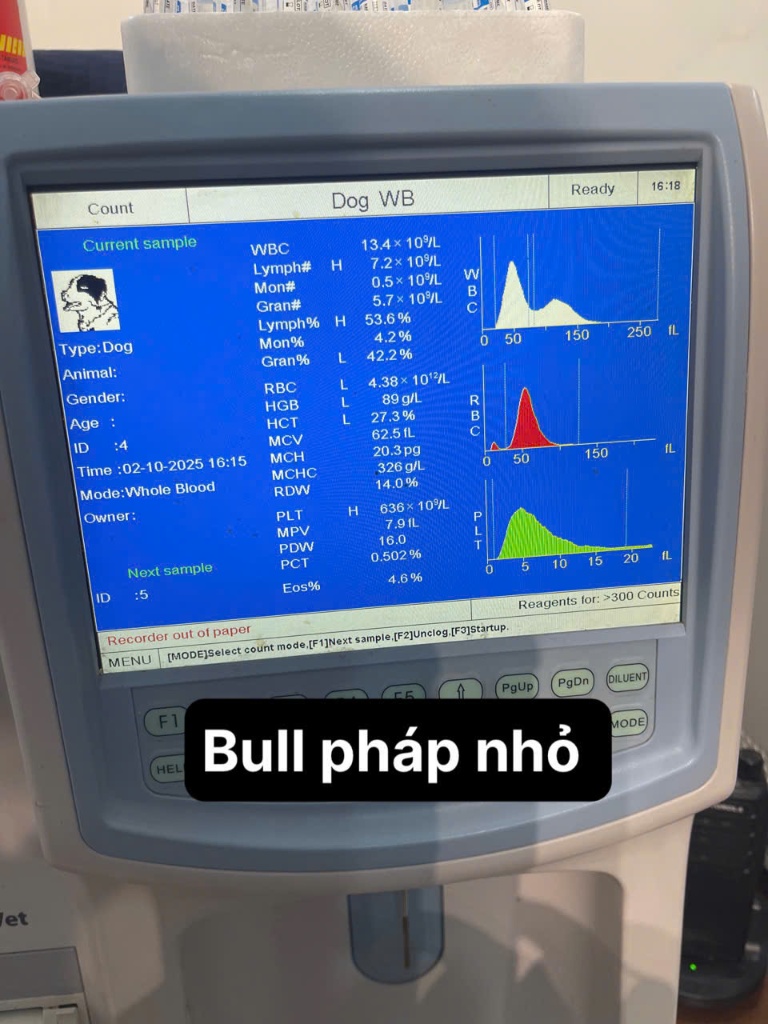 Count Dog WB Ready 16:18
Current sample
Type:Dog
Animal:
Gender:
Age :
ID :4
Time :02-10-2025 16:15
Mode:Whole Blood
Owner:
Next sample
ID :5
WBC 13.4× 10⁹/L
Lymph# H 7.2× 10⁹/L
Mon# 0.5× 10⁹/L
Gran# 5.7× 10⁹/L
Lymph% H 53.6%
Mon% 4.2%
Gran% L 42.2%
RBC L 4.38× 10¹²/L
HGB L 89 g/L
HCT L 27.3%
MCV 62.5 fL
MCH 20.3 pg
MCHC 326 g/L
RDW 14.0%
PLT H 636× 10⁹/L
MPV 7.9 fL
PDW 16.0
PCT 0.502%
Eos% 4.6%
WBC
0 50 150 250 fL
RBC
0 50 150 fL
PLT
0 5 10 15 20 fL
Reagents for: >300 Counts
Recorder out of paper
MENU [MODE]Select count mode,[F1]Next sample,[F2]Unclog,[F3]Startup.
F1 F5 PgUp PgDn DILUENT
MODE
Bull pháp nhỏ